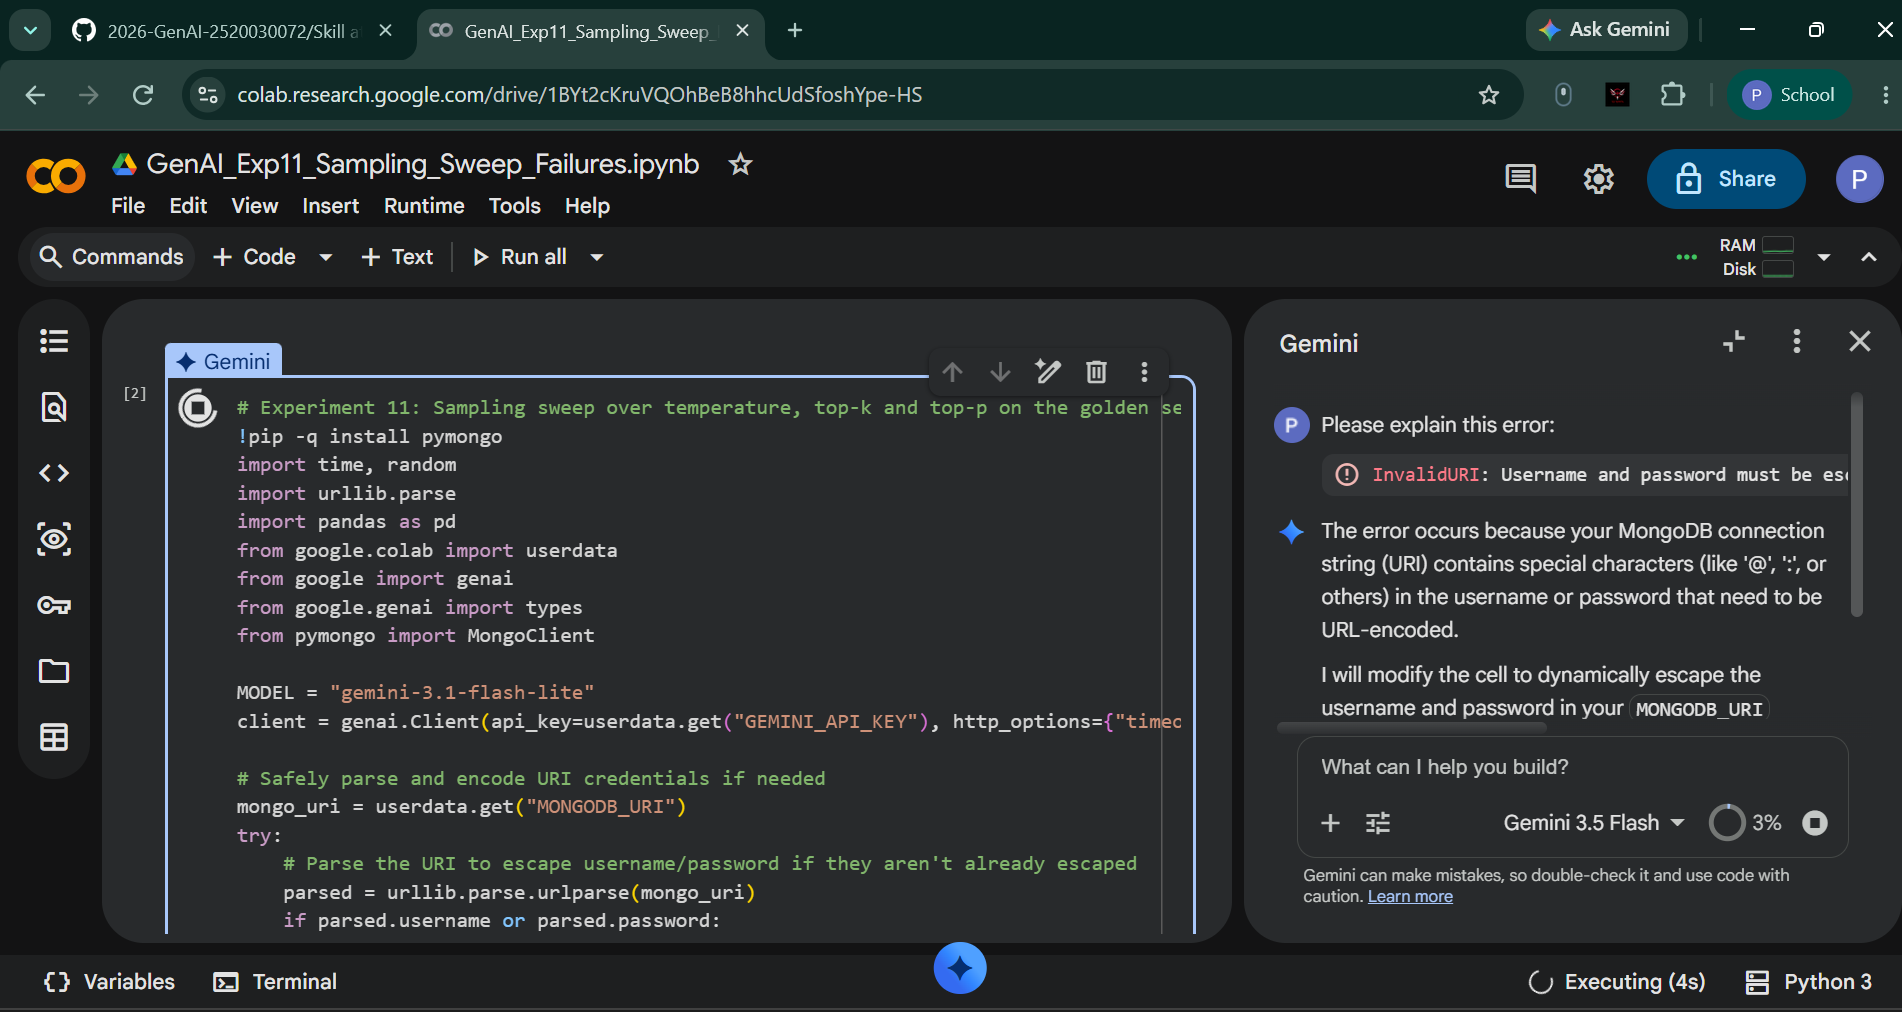 2026-GenAI-2520030072/Skill a
GenAI_Exp11_Sampling_Sweep_
Ask Gemini
colab.research.google.com/drive/1BYt2cKruVQOhBeB8hhcUdSfoshYpe-HS
P School
GenAI_Exp11_Sampling_Sweep_Failures.ipynb
File Edit View Insert Runtime Tools Help
Share
P
Commands + Code + Text Run all
RAM
Disk
Gemini
[2]
# Experiment 11: Sampling sweep over temperature, top-k and top-p on the golden se
!pip -q install pymongo
import time, random
import urllib.parse
import pandas as pd
from google.colab import userdata
from google import genai
from google.genai import types
from pymongo import MongoClient
MODEL = "gemini-3.1-flash-lite"
client = genai.Client(api_key=userdata.get("GEMINI_API_KEY"), http_options={"timeo
# Safely parse and encode URI credentials if needed
mongo_uri = userdata.get("MONGODB_URI")
try:
# Parse the URI to escape username/password if they aren't already escaped
parsed = urllib.parse.urlparse(mongo_uri)
if parsed.username or parsed.password:
Gemini
P Please explain this error:
InvalidURI: Username and password must be esc
The error occurs because your MongoDB connection
string (URI) contains special characters (like '@', ':', or
others) in the username or password that need to be
URL-encoded.
I will modify the cell to dynamically escape the
username and password in your MONGODB_URI
What can I help you build?
Gemini 3.5 Flash 3%
Gemini can make mistakes, so double-check it and use code with
caution. Learn more
Variables Terminal
Executing (4s) Python 3